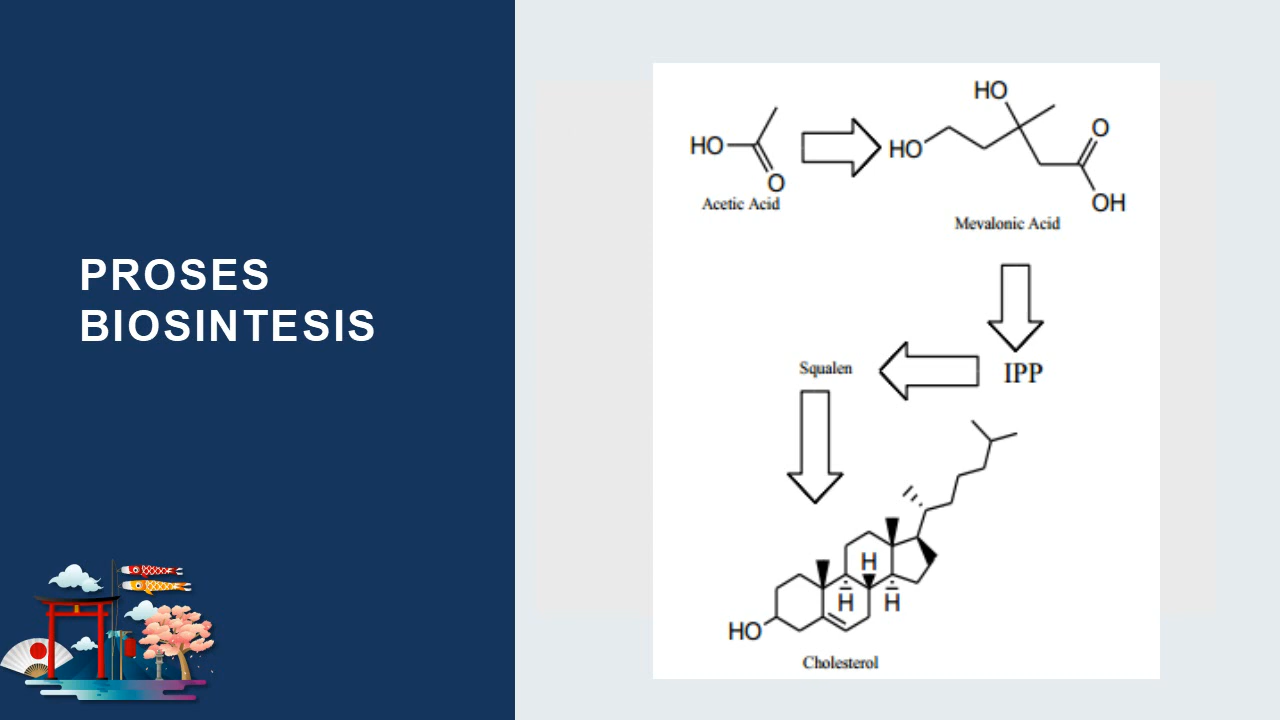 PROSES
BIOSINTESIS
HO
O
Acetic Acid
HO
HO
O
OH
Mevalonic Acid
IPP
Squalen
H
H
H
HO
Cholesterol